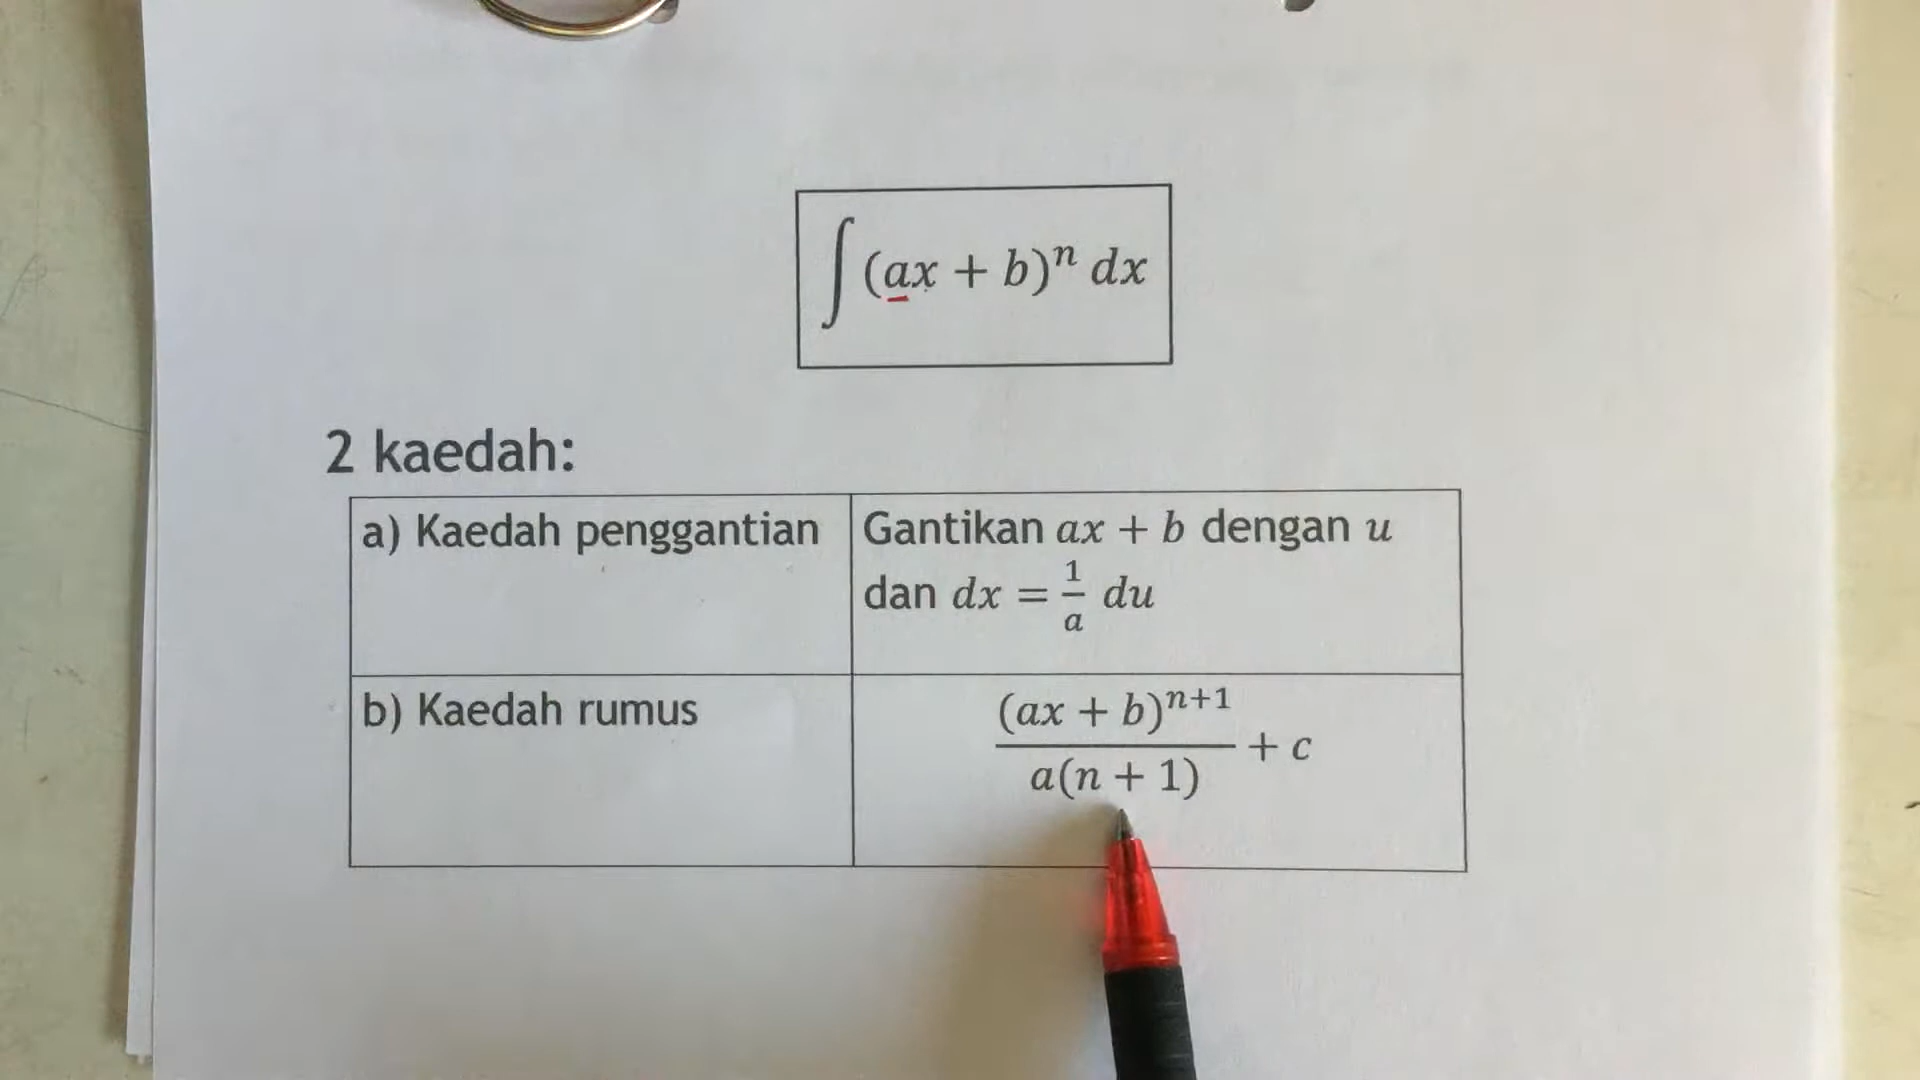 ∫(ax + b)ⁿ dx
2 kaedah:
a) Kaedah penggantian
Gantikan ax + b dengan u
dan dx = 1/a du
b) Kaedah rumus
(ax + b)ⁿ⁺¹
a(n + 1)
+ c